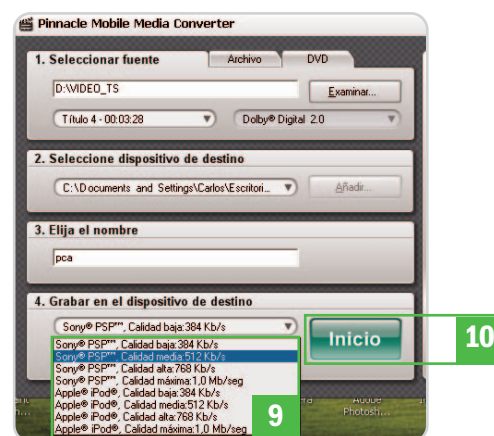 Pinnacle Mobile Media Converter
1. Seleccionar fuente
Archivo
DVD
D:\VIDEO_TS
Examinar...
Título 4 - 00:03:28
Dolby® Digital 2.0
2. Seleccione dispositivo de destino
C:\Documents and Settings\Carlos\Escritori...
Añadir...
3. Elija el nombre
pca
4. Grabar en el dispositivo de destino
Sony® PSP™, Calidad baja:384 Kb/s
Inicio
10
Sony® PSP™, Calidad baja:384 Kb/s
Sony® PSP™, Calidad media:512 Kb/s
Sony® PSP™, Calidad alta:768 Kb/s
Sony® PSP™, Calidad máxima:1,0 Mb/seg
Apple® iPod®, Calidad baja:384 Kb/s
Apple® iPod®, Calidad media:512 Kb/s
Apple® iPod®, Calidad alta:768 Kb/s
Apple® iPod®, Calidad máxima:1,0 Mb/seg
9
Adobe
Photosh...